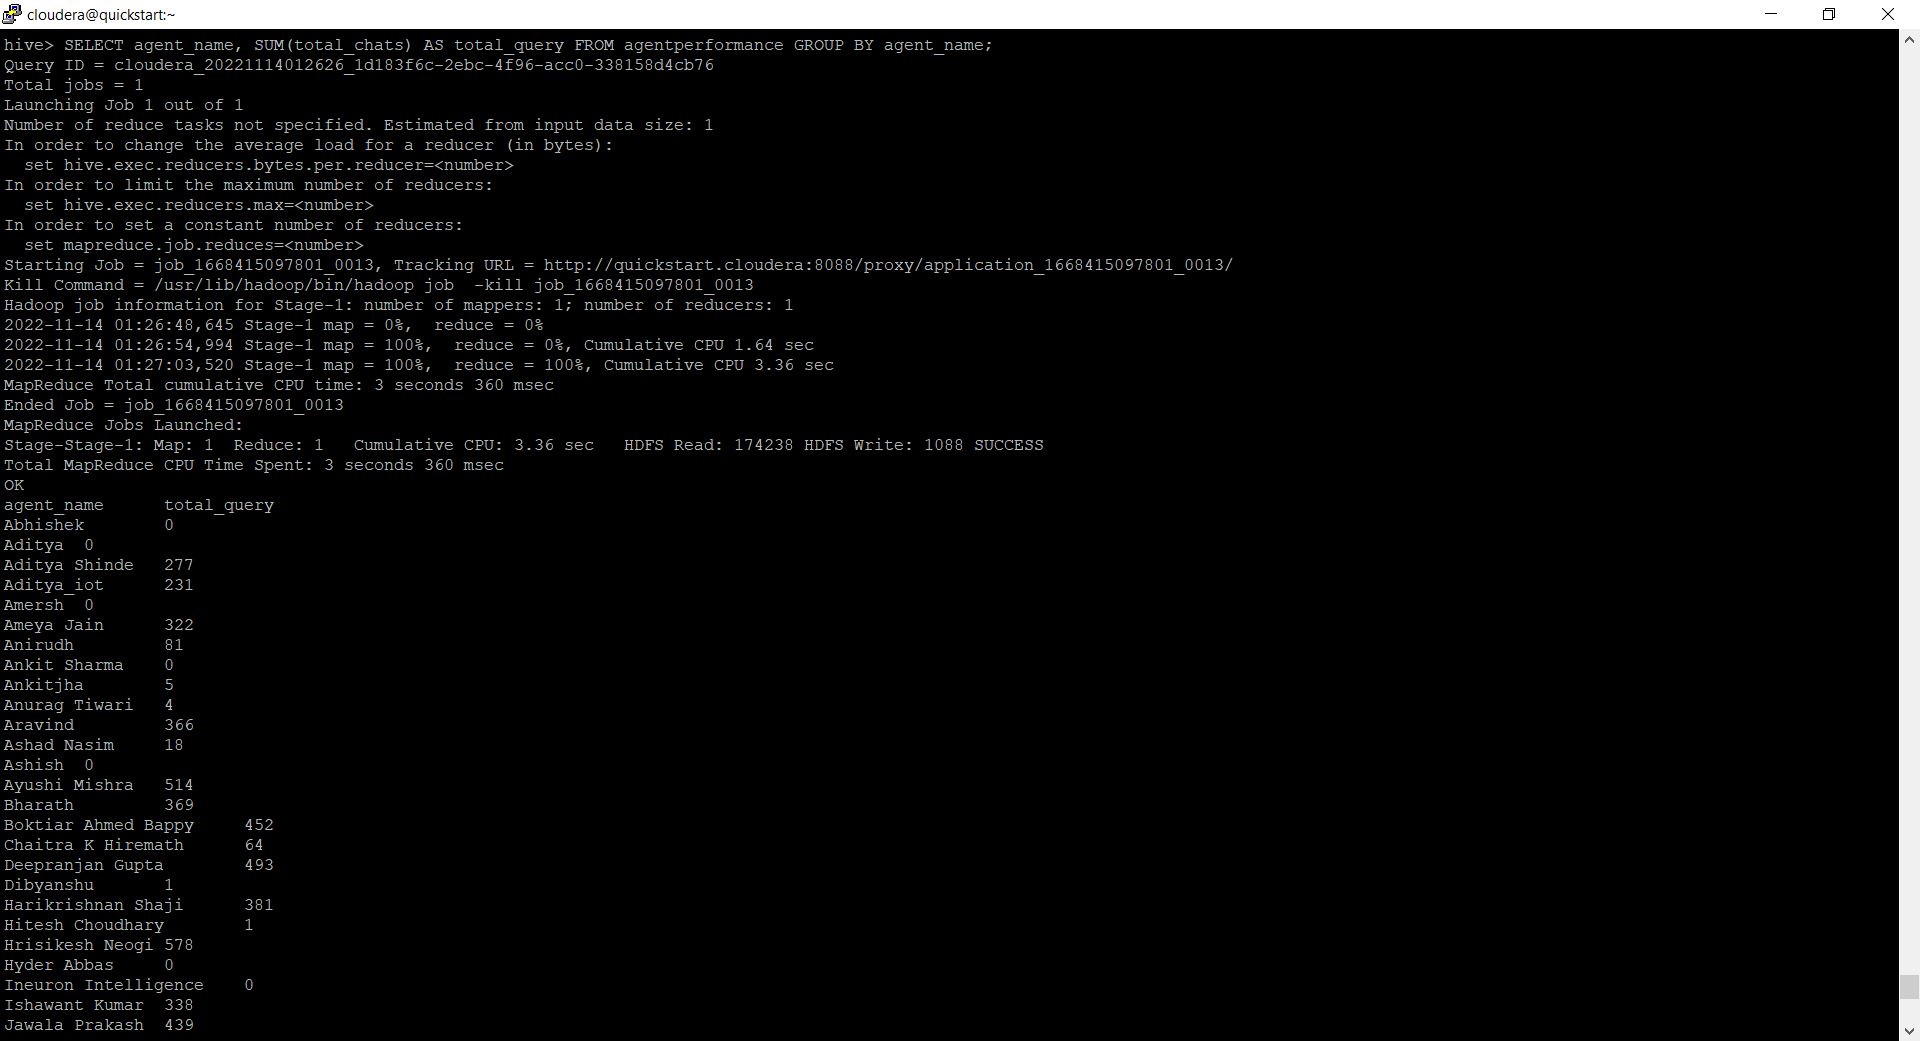 cloudera@quickstart:~
hive> SELECT agent_name, SUM(total_chats) AS total_query FROM agentperformance GROUP BY agent_name;
Query ID = cloudera_20221114012626_1d183f6c-2ebc-4f96-acc0-338158d4cb76
Total jobs = 1
Launching Job 1 out of 1
Number of reduce tasks not specified. Estimated from input data size: 1
In order to change the average load for a reducer (in bytes):
  set hive.exec.reducers.bytes.per.reducer=<number>
In order to limit the maximum number of reducers:
  set hive.exec.reducers.max=<number>
In order to set a constant number of reducers:
  set mapreduce.job.reduces=<number>
Starting Job = job_1668415097801_0013, Tracking URL = http://quickstart.cloudera:8088/proxy/application_1668415097801_0013/
Kill Command = /usr/lib/hadoop/bin/hadoop job  -kill job_1668415097801_0013
Hadoop job information for Stage-1: number of mappers: 1; number of reducers: 1
2022-11-14 01:26:48,645 Stage-1 map = 0%,  reduce = 0%
2022-11-14 01:26:54,994 Stage-1 map = 100%,  reduce = 0%, Cumulative CPU 1.64 sec
2022-11-14 01:27:03,520 Stage-1 map = 100%,  reduce = 100%, Cumulative CPU 3.36 sec
MapReduce Total cumulative CPU time: 3 seconds 360 msec
Ended Job = job_1668415097801_0013
MapReduce Jobs Launched:
Stage-Stage-1: Map: 1  Reduce: 1   Cumulative CPU: 3.36 sec   HDFS Read: 174238 HDFS Write: 1088 SUCCESS
Total MapReduce CPU Time Spent: 3 seconds 360 msec
OK
agent_name      total_query
Abhishek        0
Aditya  0
Aditya Shinde   277
Aditya_iot      231
Amersh  0
Ameya Jain      322
Anirudh         81
Ankit Sharma    0
Ankitjha        5
Anurag Tiwari   4
Aravind         366
Ashad Nasim     18
Ashish  0
Ayushi Mishra   514
Bharath         369
Boktiar Ahmed Bappy     452
Chaitra K Hiremath      64
Deepranjan Gupta        493
Dibyanshu       1
Harikrishnan Shaji      381
Hitesh Choudhary        1
Hrisikesh Neogi 578
Hyder Abbas     0
Ineuron Intelligence    0
Ishawant Kumar  338
Jawala Prakash  439